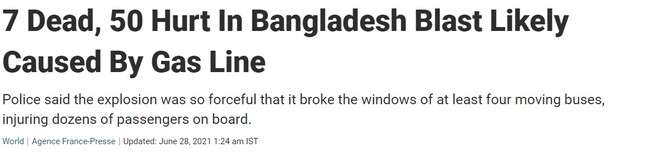 7 Dead, 50 Hurt In Bangladesh Blast Likely
Caused By Gas Line
Police said the explosion was so forceful that it broke the windows of at least four moving buses,
injuring dozens of passengers on board.
World | Agence France-Presse | Updated: June 28, 2021 1:24 am IST